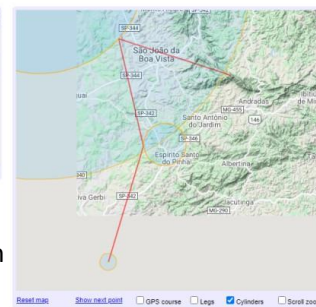 SP-344
São João da
Boa Vista
SP-344
SP-342
Andradas
MG-455
146
Santo Antônio
do Jardim
SP-346
Espírito Santo
do Pinhal
Albertina
Jacutinga
SP-342
MG-290
Reset map
Show next point
GPS course
Legs
Cylinders